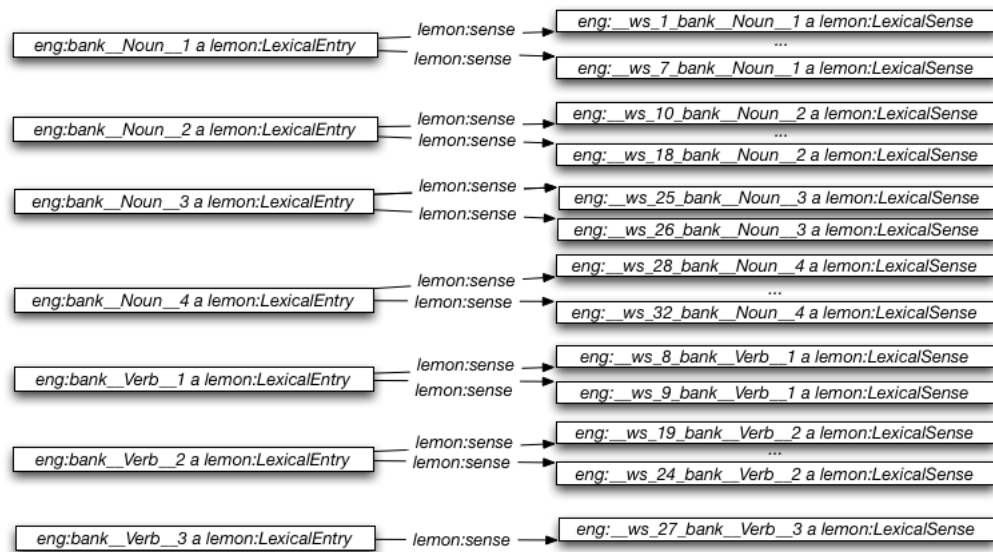 eng:bank__Noun__1 a lemon:LexicalEntry
lemon:sense
lemon:sense
eng:__ws_1_bank__Noun__1 a lemon:LexicalSense
...
eng:__ws_7_bank__Noun__1 a lemon:LexicalSense
eng:bank__Noun__2 a lemon:LexicalEntry
lemon:sense
lemon:sense
eng:__ws_10_bank__Noun__2 a lemon:LexicalSense
...
eng:__ws_18_bank__Noun__2 a lemon:LexicalSense
eng:bank__Noun__3 a lemon:LexicalEntry
lemon:sense
lemon:sense
eng:__ws_25_bank__Noun__3 a lemon:LexicalSense
eng:__ws_26_bank__Noun__3 a lemon:LexicalSense
eng:bank__Noun__4 a lemon:LexicalEntry
lemon:sense
lemon:sense
eng:__ws_28_bank__Noun__4 a lemon:LexicalSense
...
eng:__ws_32_bank__Noun__4 a lemon:LexicalSense
eng:bank__Verb__1 a lemon:LexicalEntry
lemon:sense
lemon:sense
eng:__ws_8_bank__Verb__1 a lemon:LexicalSense
eng:__ws_9_bank__Verb__1 a lemon:LexicalSense
eng:bank__Verb__2 a lemon:LexicalEntry
lemon:sense
lemon:sense
eng:__ws_19_bank__Verb__2 a lemon:LexicalSense
...
eng:__ws_24_bank__Verb__2 a lemon:LexicalSense
eng:bank__Verb__3 a lemon:LexicalEntry
lemon:sense
eng:__ws_27_bank__Verb__3 a lemon:LexicalSense